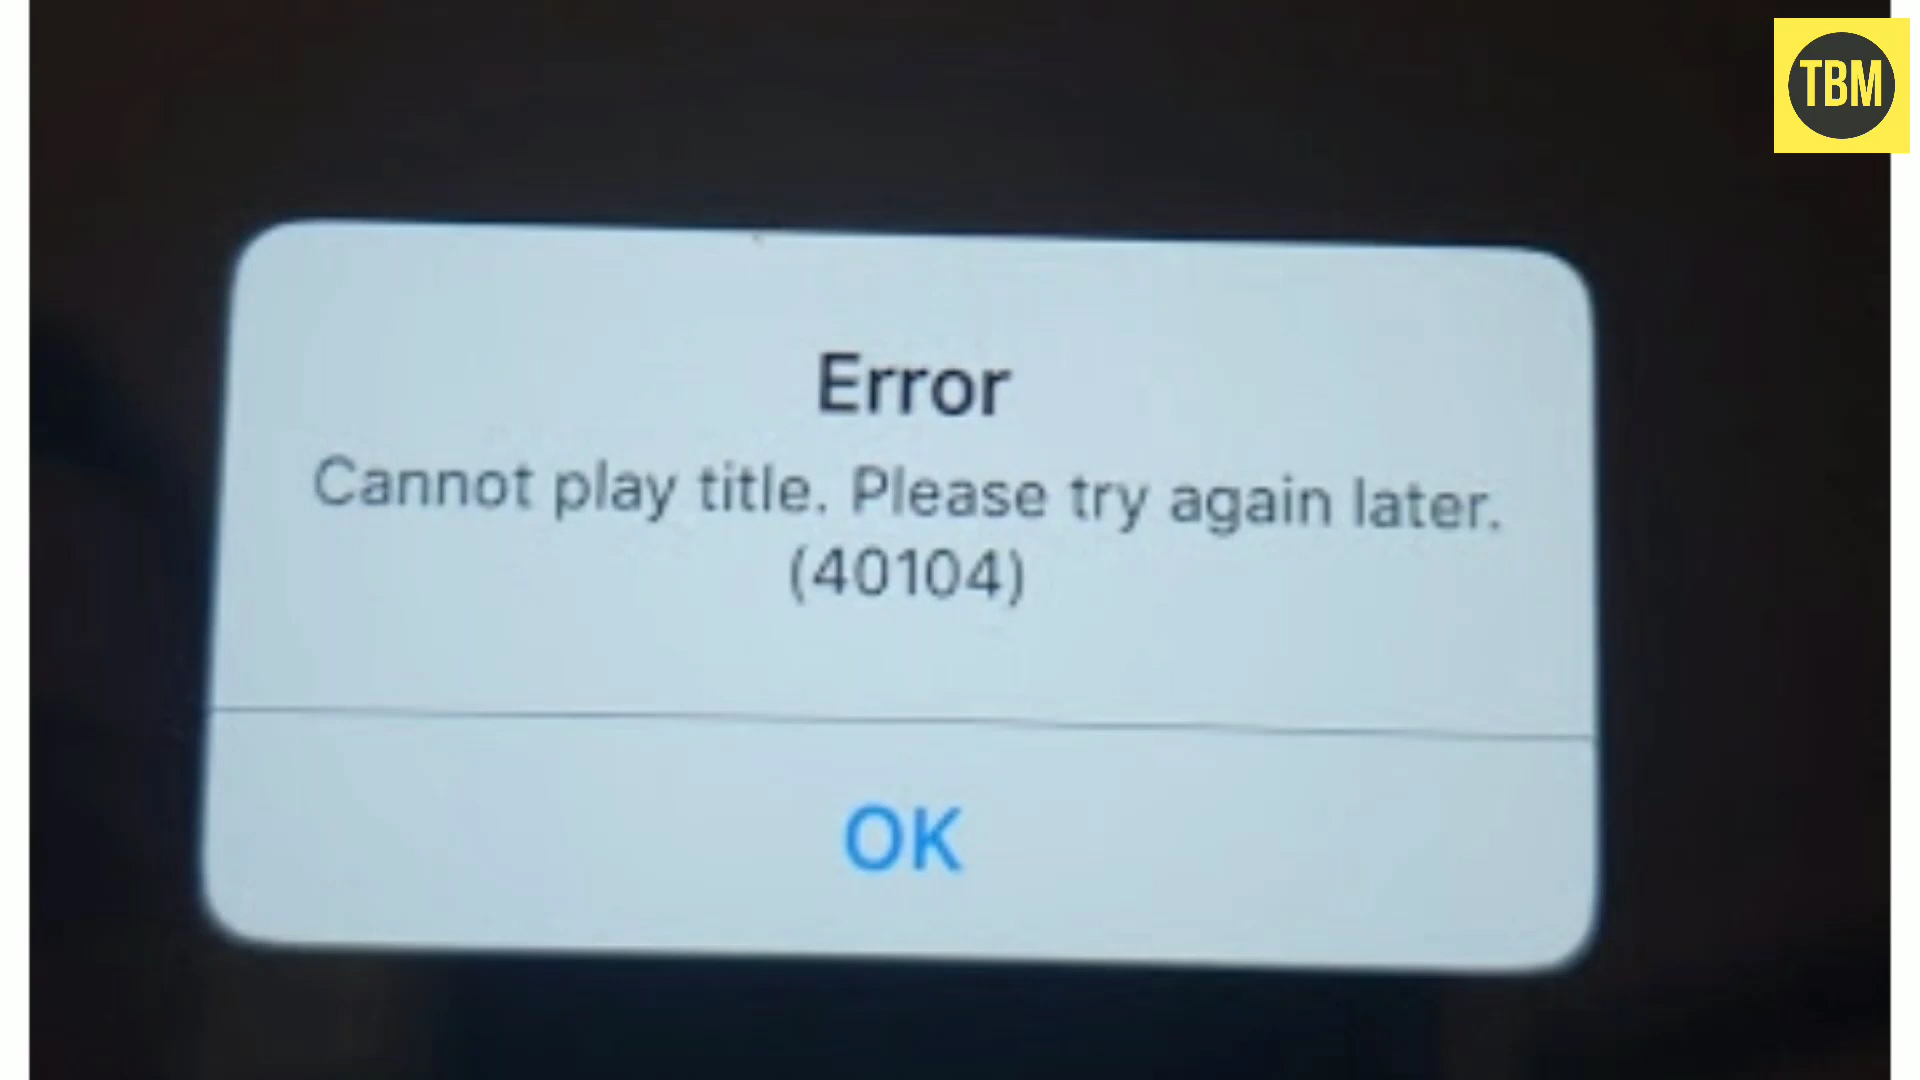 TBM
Error
Cannot play title. Please try again later.
(40104)
OK